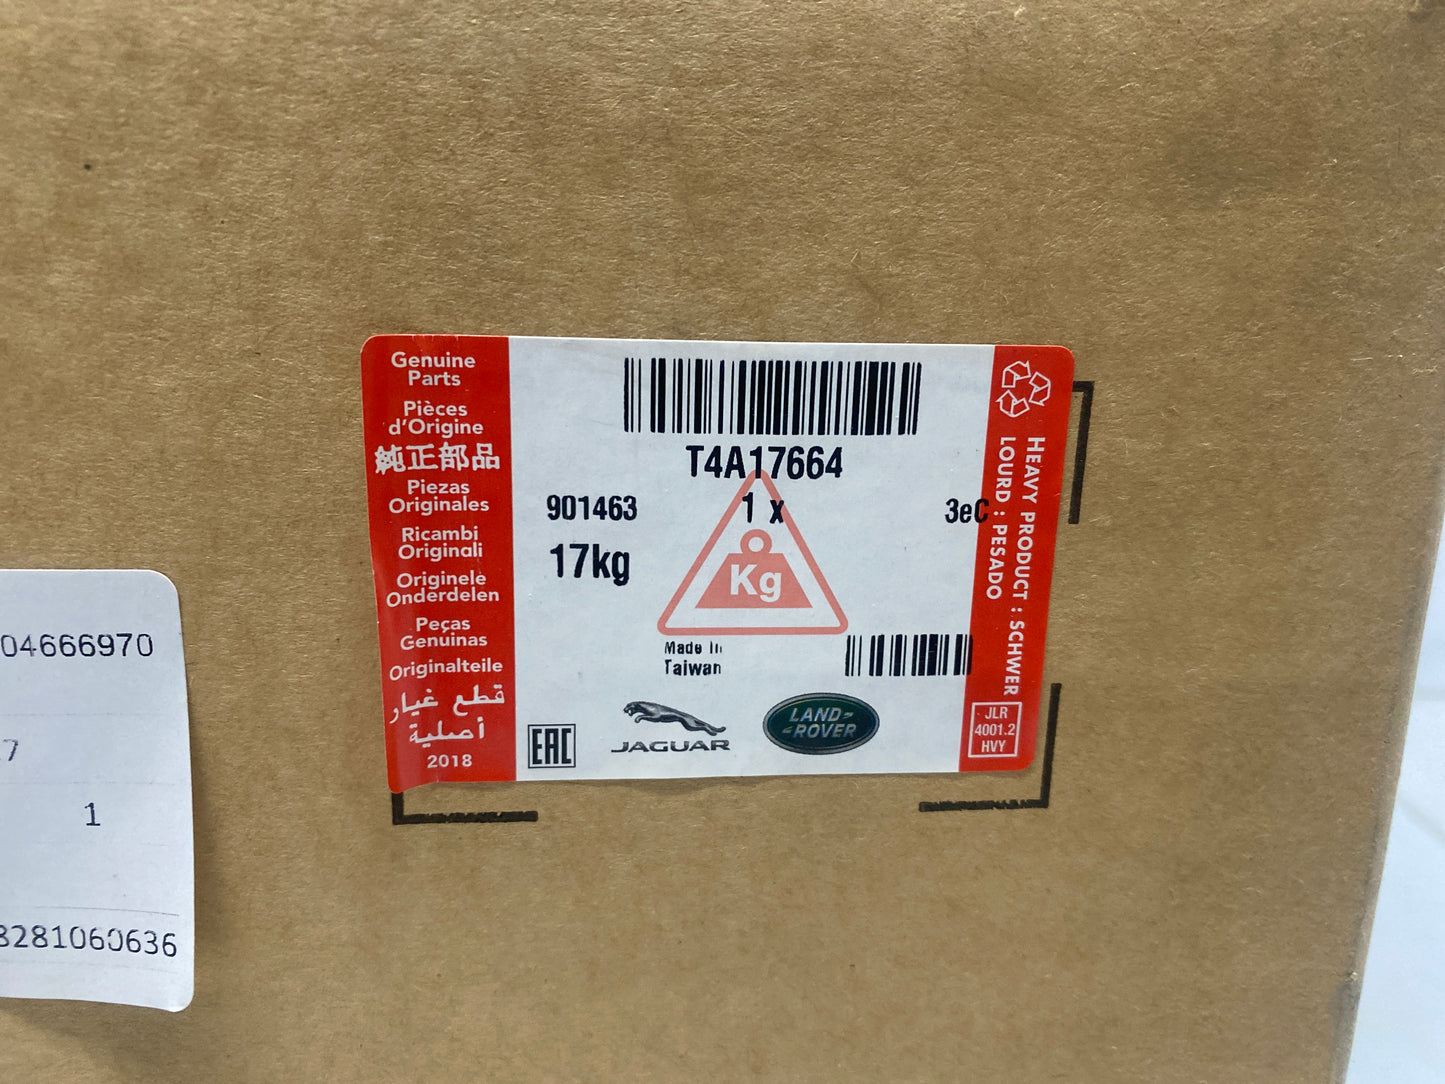 Genuine
Parts
Pièces
d'Origine
純正部品
Piezas
Originales
Ricambi
Originali
Originele
Onderdelen
Peças
Genuinas
Originalteile
قطع غيار
أصلية
2018
T4A17664
901463
1 x
3eC
17kg
Kg
Made In
Taiwan
EAC
JAGUAR
LAND-
-ROVER
HEAVY PRODUCT : SCHWER
LOURD : PESADO
JLR
4001.2
HVY
04666970
7
1
8281060636